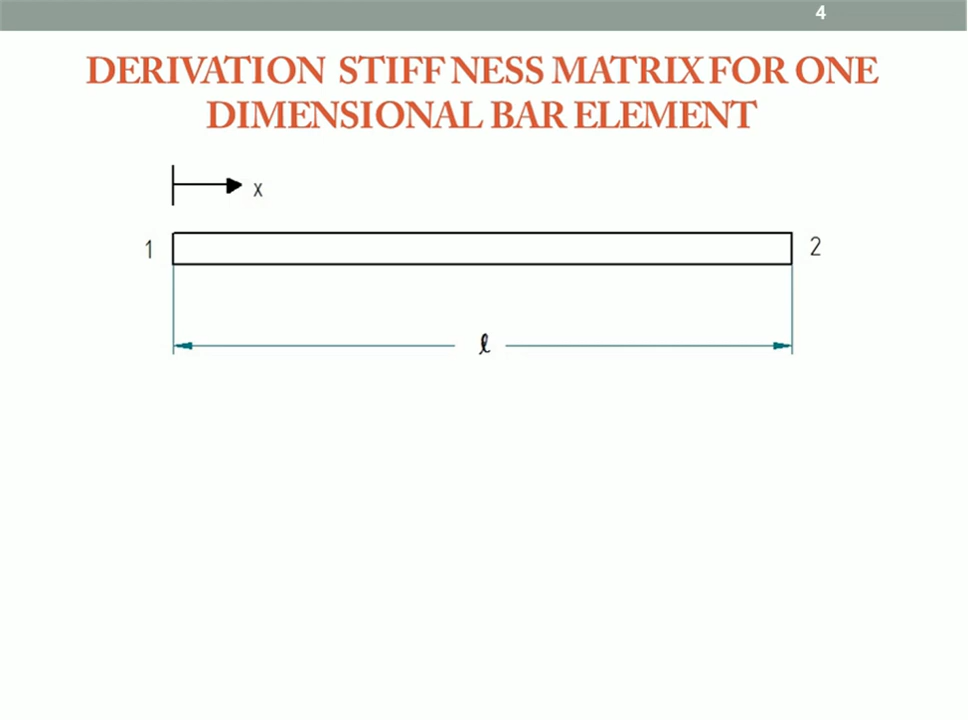 4
DERIVATION STIFF NESS MATRIX FOR ONE
DIMENSIONAL BAR ELEMENT
x
1
2
ℓ